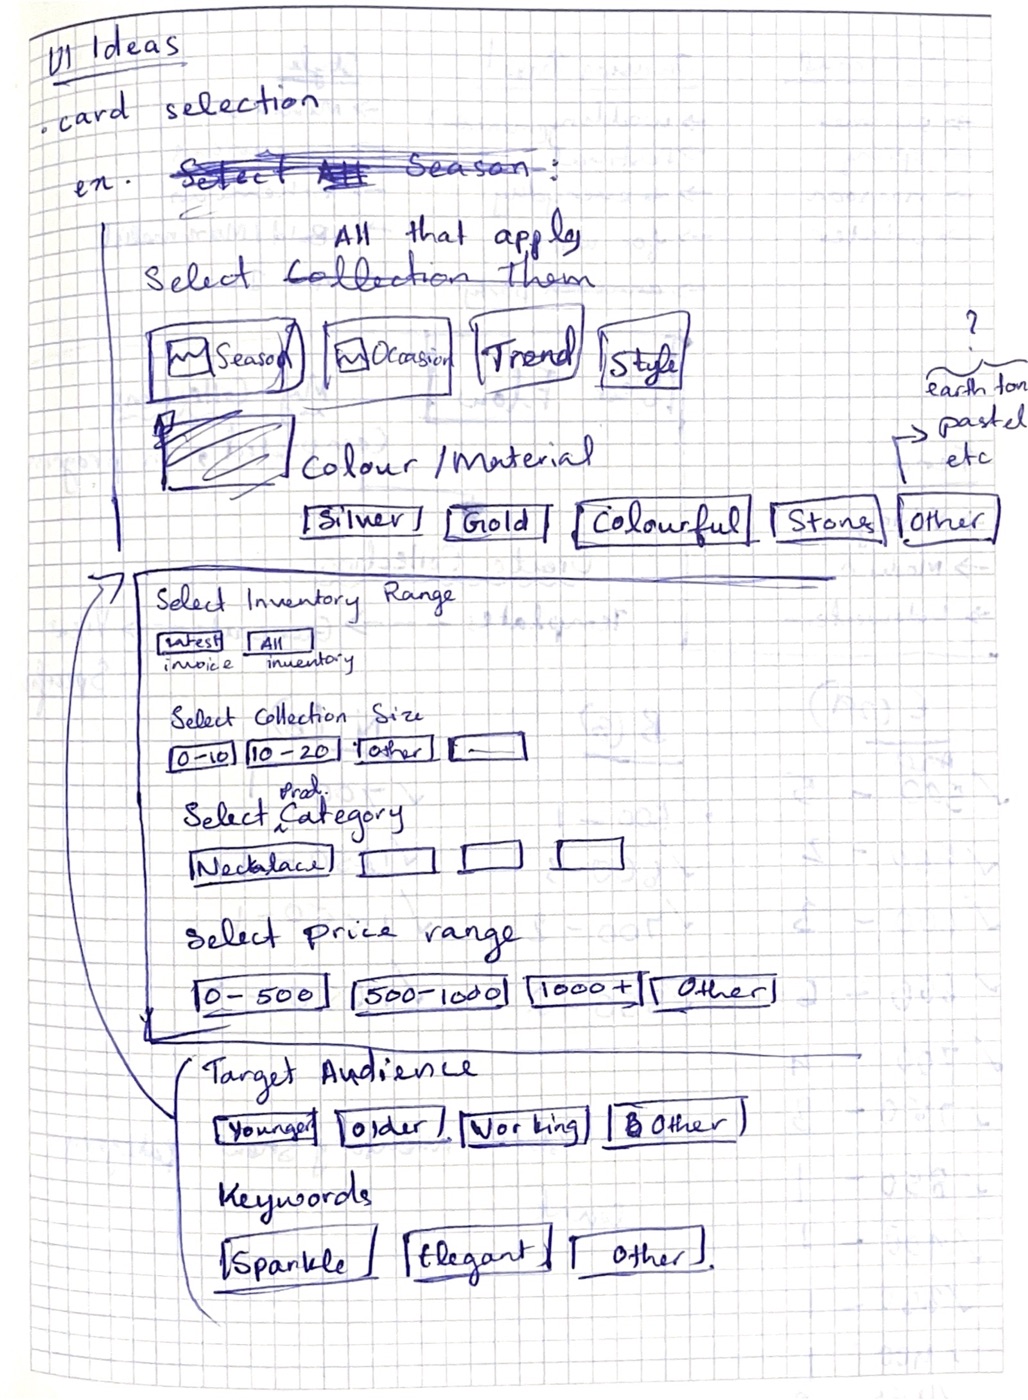 UI Ideas
. card selection
ex. Select All Season :
All that apply
Select Collection Them
Season Occasion Trend Style
?
earth ton
pastel
etc
Colour / Material
Silver Gold Colourful Stones Other
Select Inventory Range
Latest All
invoice inventory
Select Collection Size
0-10 10-20 Other
Prod.
Select Category
Necklace
Select price range
0-500 500-1000 1000+ Other
Target Audience
Younger Older Working Other
Keywords
Sparkle Elegant Other